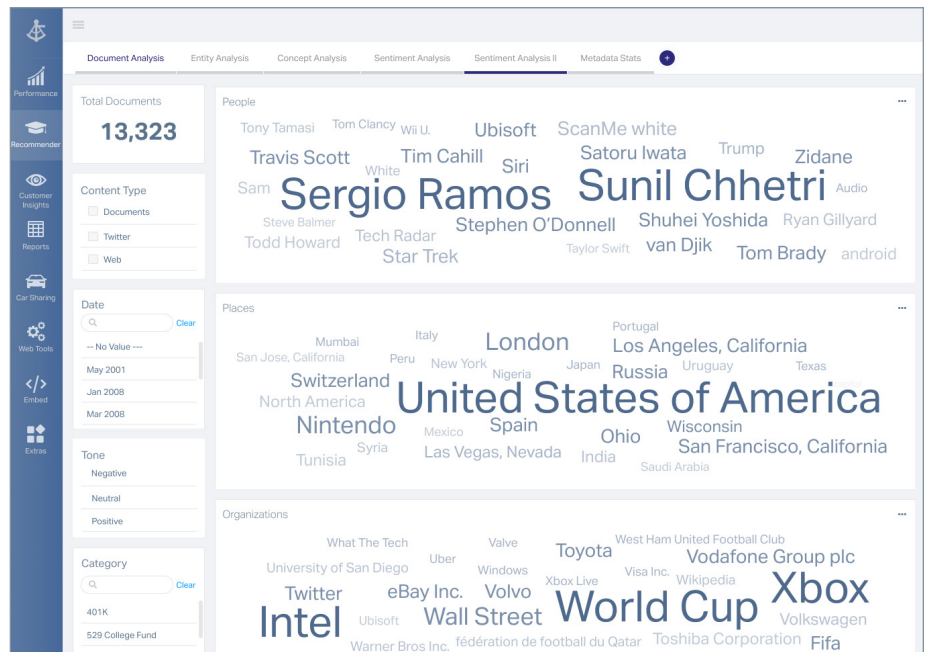 Document Analysis
Entity Analysis
Concept Analysis
Sentiment Analysis
Sentiment Analysis II
Metadata Stats
+
Performance
Recommender
Customer
Insights
Reports
Car Sharing
Web Tools
</>
Embed
Extras
Total Documents
13,323
Content Type
Documents
Twitter
Web
Date
Clear
-- No Value ---
May 2001
Jan 2008
Mar 2008
Tone
Negative
Neutral
Positive
Category
Clear
401K
529 College Fund
People
Tony Tamasi
Tom Clancy
Wii U.
Ubisoft
ScanMe white
Travis Scott
White
Tim Cahill
Siri
Satoru Iwata
Trump
Zidane
Sam
Sergio Ramos
Sunil Chhetri
Audio
Steve Balmer
Stephen O'Donnell
Shuhei Yoshida
Ryan Gillyard
Todd Howard
Tech Radar
Star Trek
Taylor Swift
van Djik
Tom Brady
android
Places
Mumbai
Italy
London
Portugal
Los Angeles, California
San Jose, California
Peru
New York
Nigeria
Japan
Russia
Uruguay
Texas
Switzerland
North America
United States of America
Nintendo
Mexico
Spain
Ohio
Wisconsin
Tunisia
Syria
Las Vegas, Nevada
India
San Francisco, California
Saudi Arabia
Organizations
What The Tech
Valve
Toyota
West Ham United Football Club
University of San Diego
Uber
Windows
Xbox Live
Visa Inc.
Vodafone Group plc
Wikipedia
Twitter
eBay Inc.
Volvo
World Cup
Xbox
Intel
Ubisoft
Wall Street
Volkswagen
Warner Bros Inc.
fédération de football du Qatar
Toshiba Corporation
Fifa